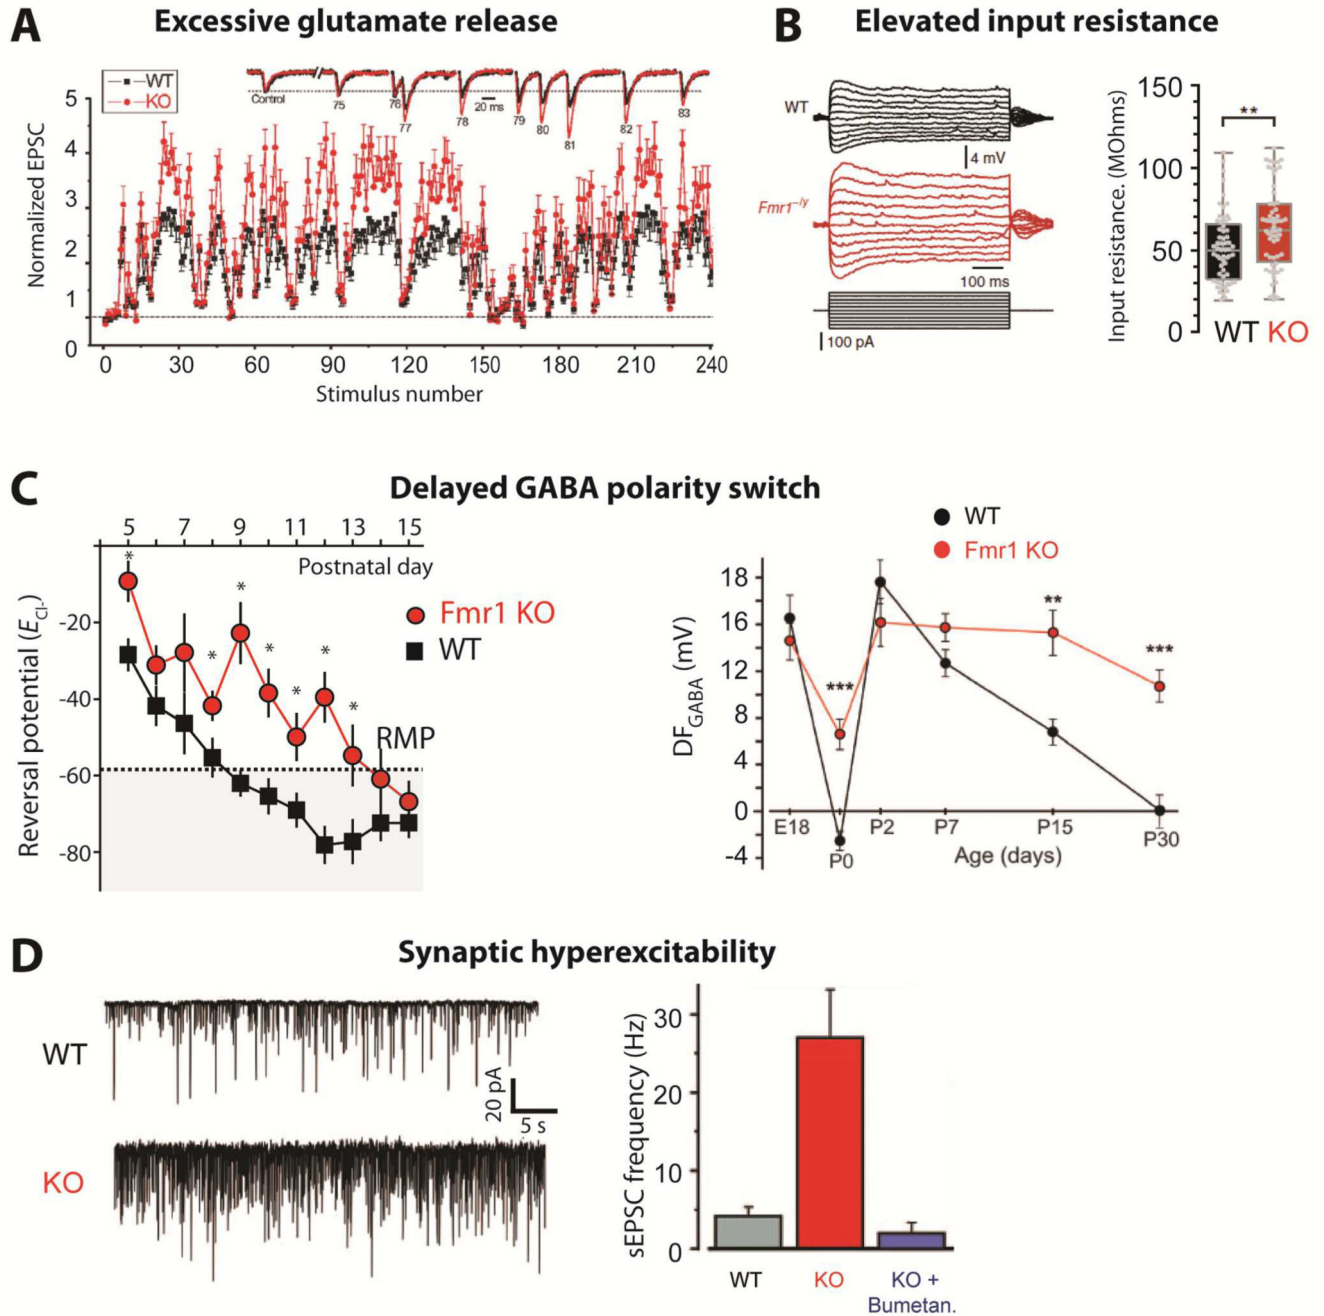 A Excessive glutamate release
WT
KO
Control
75
76
77
78
20 ms
79
80
81
82
83
Normalized EPSC
5
4
3
2
1
0
0 30 60 90 120 150 180 210 240
Stimulus number
B Elevated input resistance
WT
4 mV
Fmr1⁻/ʸ
100 ms
100 pA
Input resistance. (MOhms)
150
100
50
0
**
WT KO
C Delayed GABA polarity switch
5 7 9 11 13 15
Postnatal day
Reversal potential (E_Cl-)
-20
-40
-60
-80
* * * * * * *
Fmr1 KO
WT
RMP
WT
Fmr1 KO
DF_GABA (mV)
18
16
12
8
4
0
-4
***
**
***
E18 P0 P2 P7 P15 P30
Age (days)
D Synaptic hyperexcitability
WT
KO
20 pA
5 s
sEPSC frequency (Hz)
30
20
10
0
WT KO KO +
Bumetan.